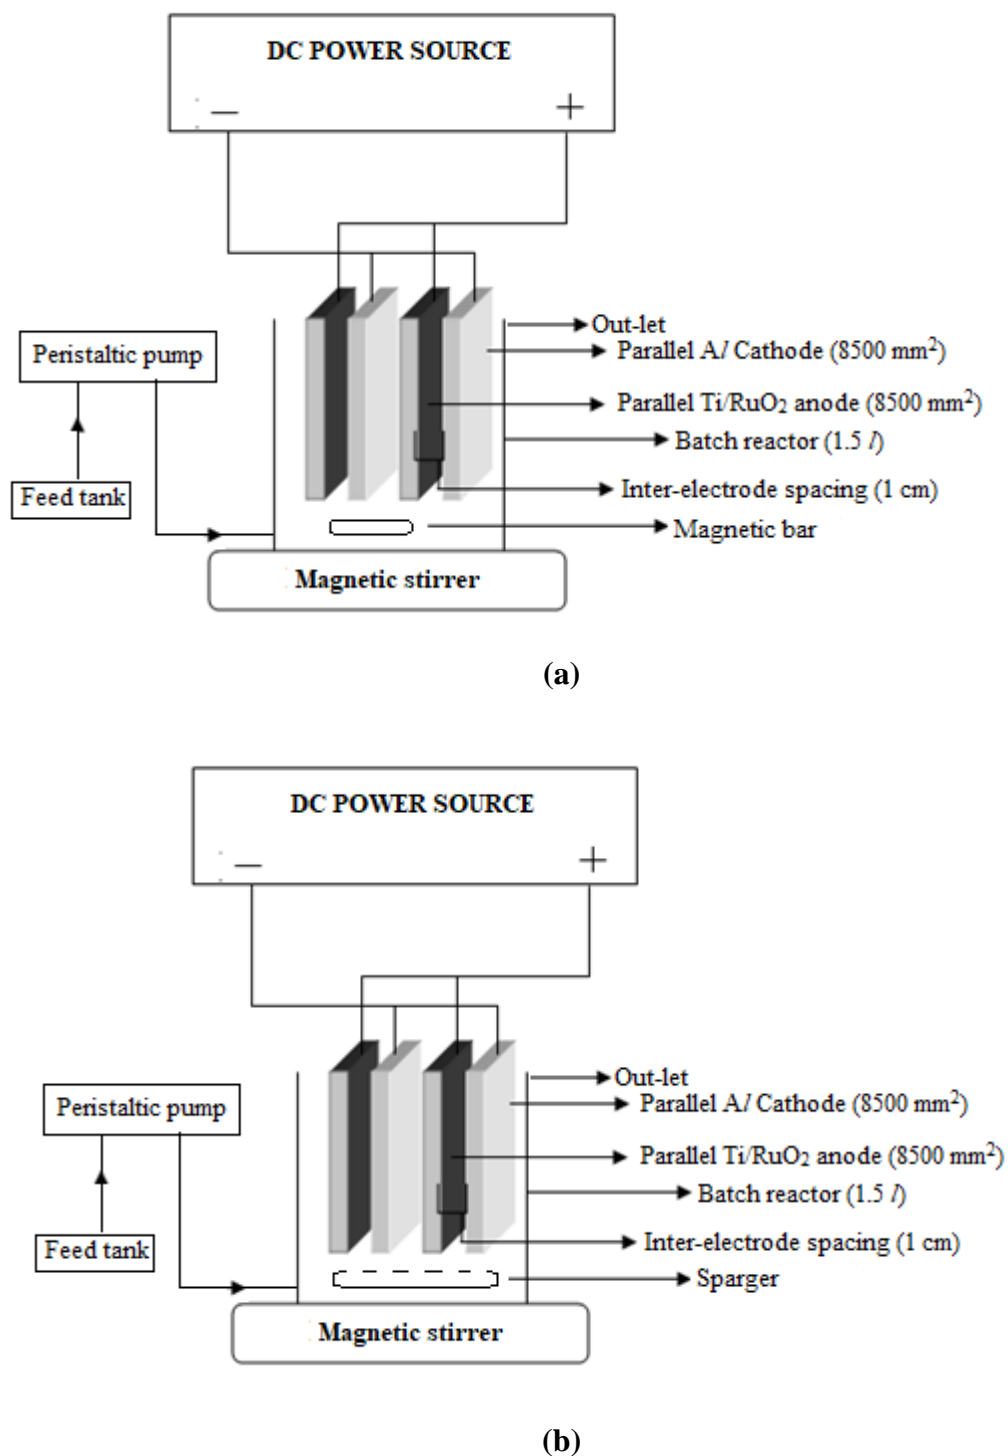 DC POWER SOURCE
— +
Out-let
Peristaltic pump
Parallel A/ Cathode (8500 mm²)
Parallel Ti/RuO₂ anode (8500 mm²)
Batch reactor (1.5 l)
Feed tank
Inter-electrode spacing (1 cm)
Magnetic bar
Magnetic stirrer
(a)
DC POWER SOURCE
— +
Out-let
Peristaltic pump
Parallel A/ Cathode (8500 mm²)
Parallel Ti/RuO₂ anode (8500 mm²)
Batch reactor (1.5 l)
Feed tank
Inter-electrode spacing (1 cm)
Sparger
Magnetic stirrer
(b)